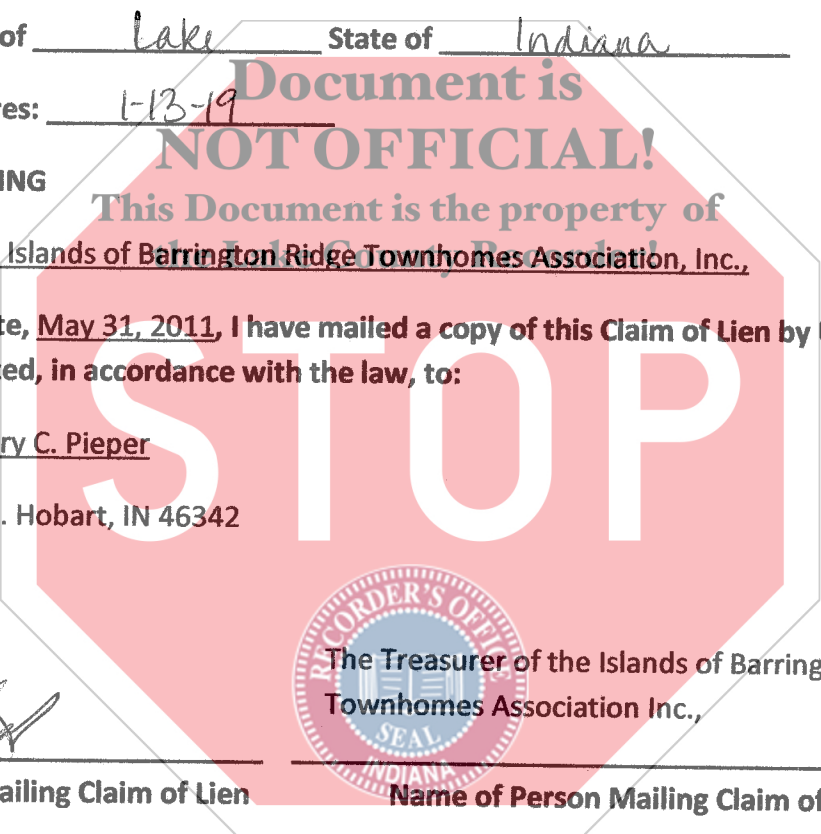 of Lake State of Indiana
Document is
res: 1-13-19
NOT OFFICIAL!
ING
This Document is the property of
the Lake County Recorder!
Islands of Barrington Ridge Townhomes Association, Inc.,
te, May 31, 2011, I have mailed a copy of this Claim of Lien by
ted, in accordance with the law, to:
STOP
ry C. Pieper
. Hobart, IN 46342
RECORDER'S OFFICE
The Treasurer of the Islands of Barring
Townhomes Association Inc.,
SEAL
INDIANA
ailing Claim of Lien Name of Person Mailing Claim of